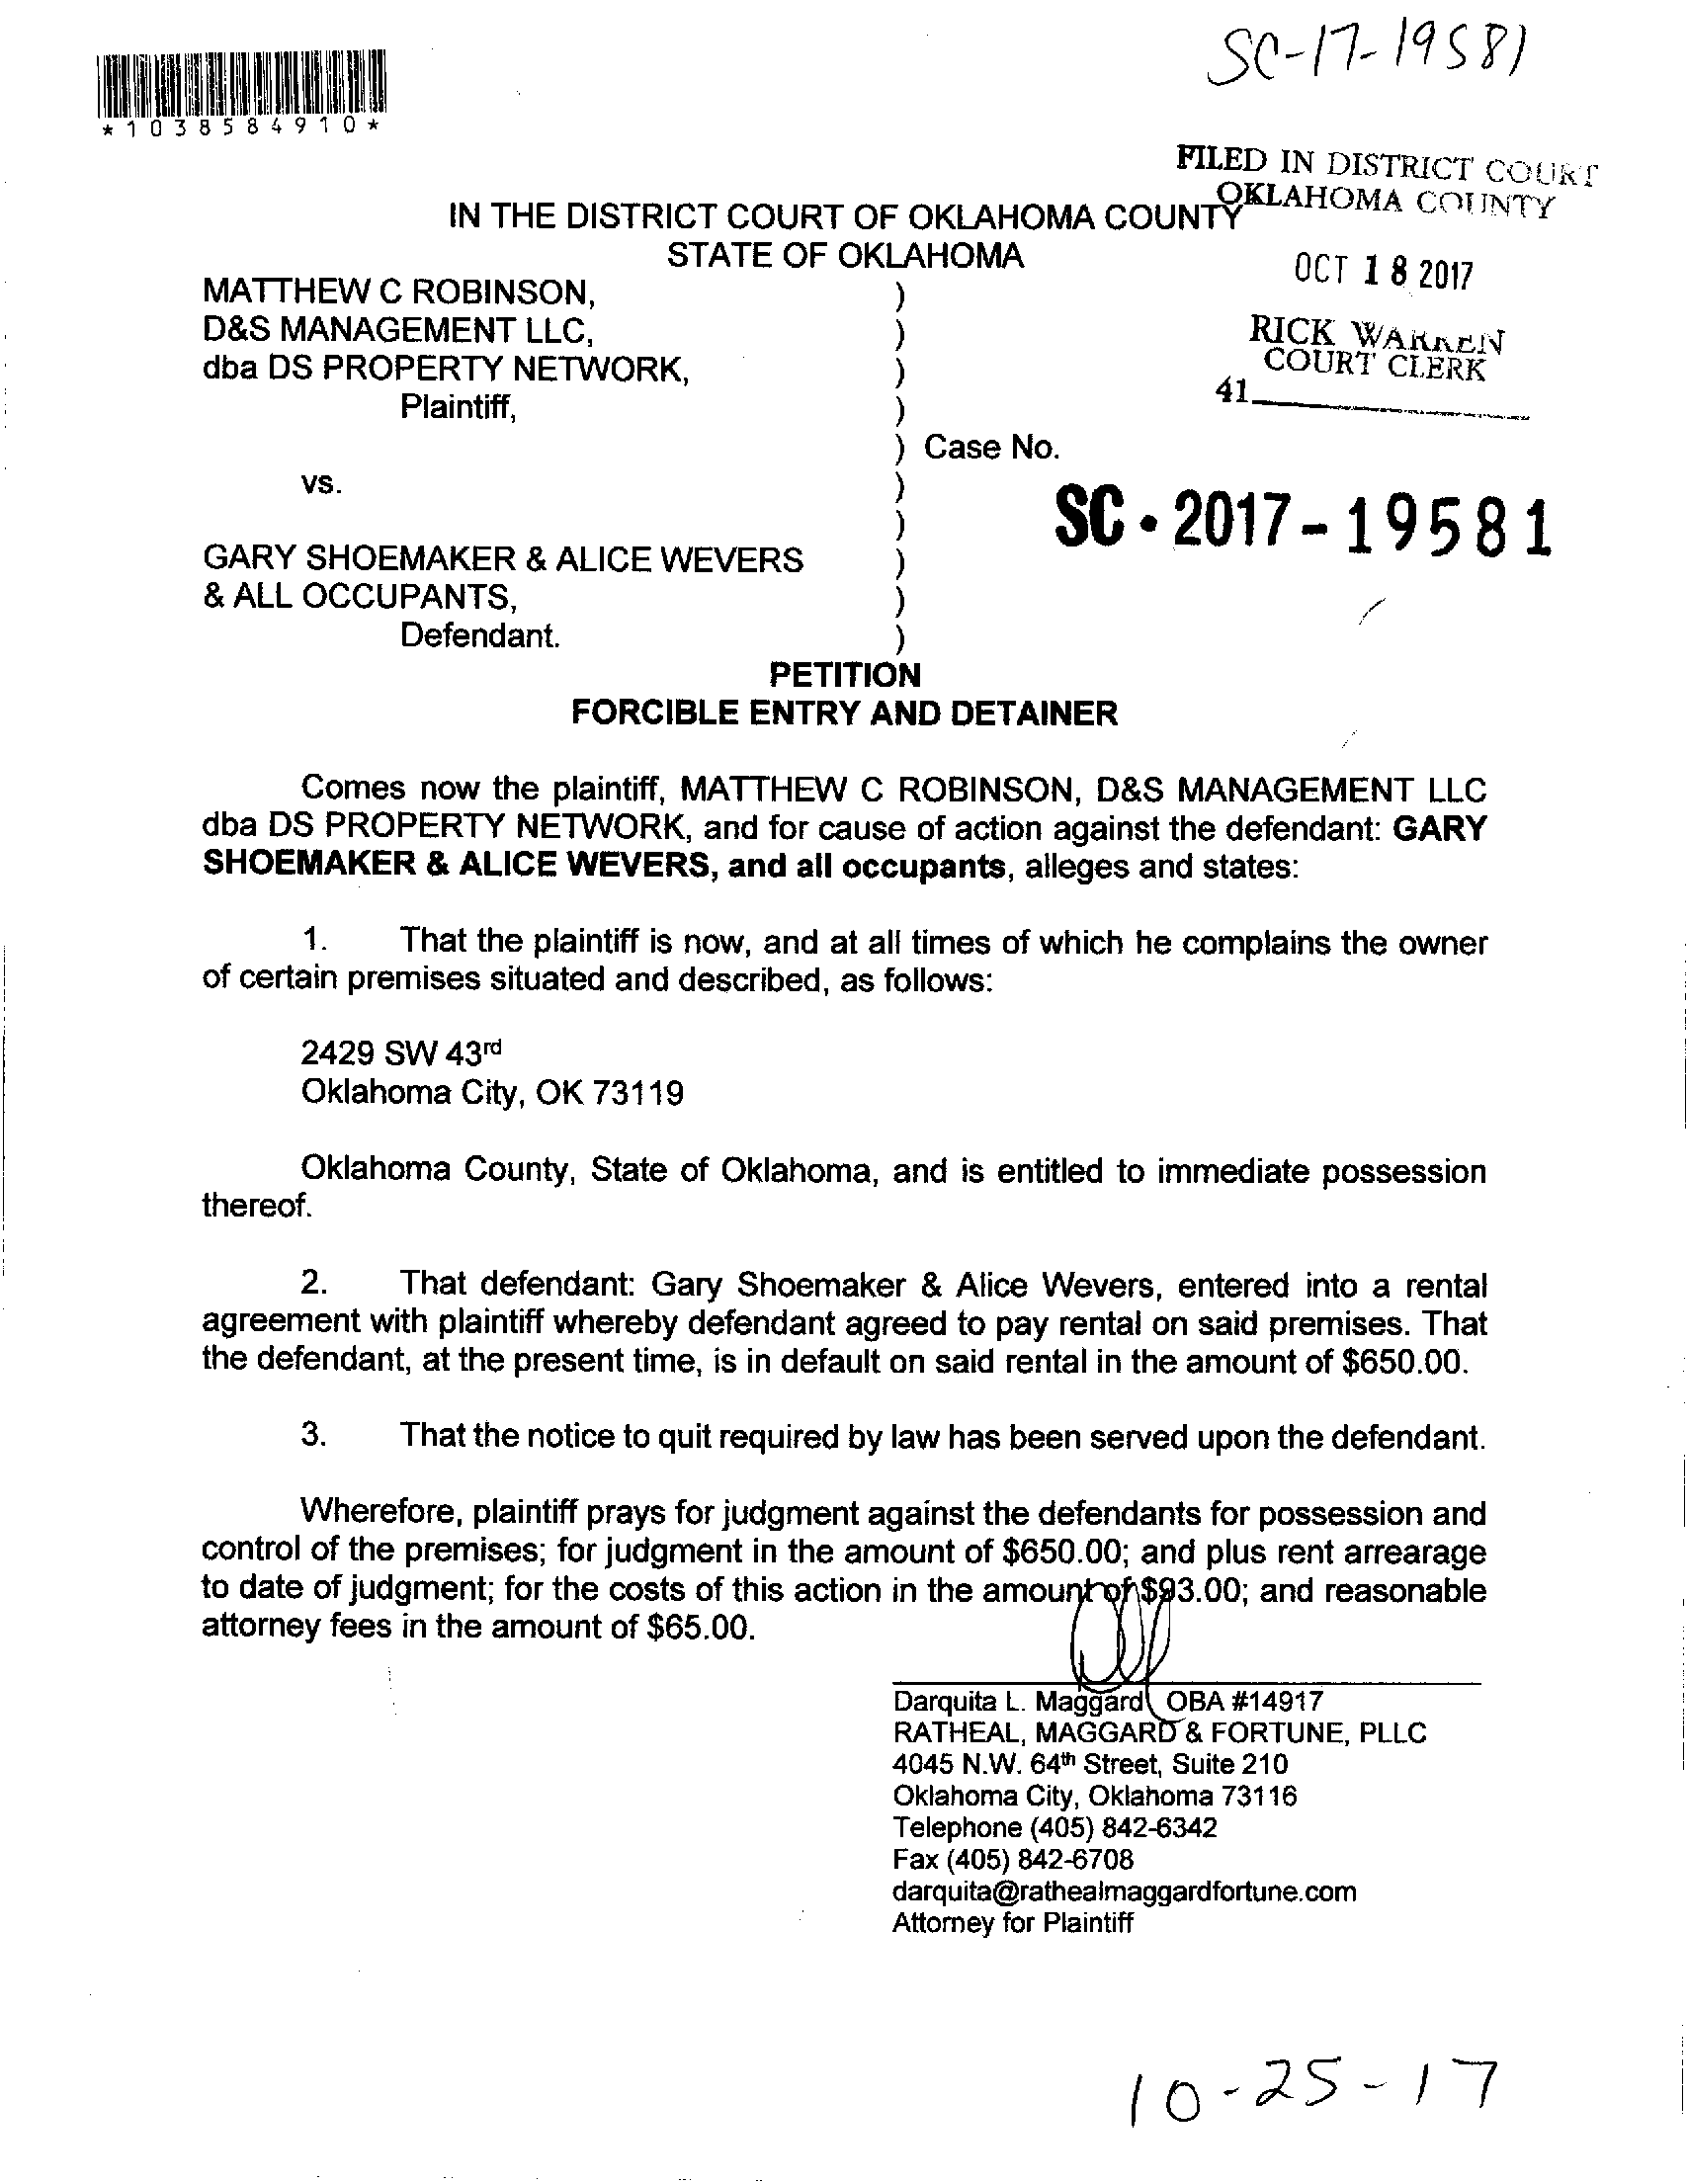 SC-17-19581
*1038584910*
FILED IN DISTRICT COURT
OKLAHOMA COUNTY
IN THE DISTRICT COURT OF OKLAHOMA COUNTY
STATE OF OKLAHOMA
OCT 18 2017
MATTHEW C ROBINSON, )
D&S MANAGEMENT LLC, )
RICK WARREN
COURT CLERK
dba DS PROPERTY NETWORK, )
41
Plaintiff, )
) Case No.
vs. )
)
SC-2017-19581
GARY SHOEMAKER & ALICE WEVERS )
& ALL OCCUPANTS, )
Defendant. )
PETITION
FORCIBLE ENTRY AND DETAINER
Comes now the plaintiff, MATTHEW C ROBINSON, D&S MANAGEMENT LLC
dba DS PROPERTY NETWORK, and for cause of action against the defendant: GARY
SHOEMAKER & ALICE WEVERS, and all occupants, alleges and states:
1. That the plaintiff is now, and at all times of which he complains the owner
of certain premises situated and described, as follows:
2429 SW 43rd
Oklahoma City, OK 73119
Oklahoma County, State of Oklahoma, and is entitled to immediate possession
thereof.
2. That defendant: Gary Shoemaker & Alice Wevers, entered into a rental
agreement with plaintiff whereby defendant agreed to pay rental on said premises. That
the defendant, at the present time, is in default on said rental in the amount of $650.00.
3. That the notice to quit required by law has been served upon the defendant.
Wherefore, plaintiff prays for judgment against the defendants for possession and
control of the premises; for judgment in the amount of $650.00; and plus rent arrearage
to date of judgment; for the costs of this action in the amount of $93.00; and reasonable
attorney fees in the amount of $65.00.
Darquita L. Maggard OBA #14917
RATHEAL, MAGGARD & FORTUNE, PLLC
4045 N.W. 64th Street, Suite 210
Oklahoma City, Oklahoma 73116
Telephone (405) 842-6342
Fax (405) 842-6708
darquita@rathealmaggardfortune.com
Attorney for Plaintiff
10-25-17